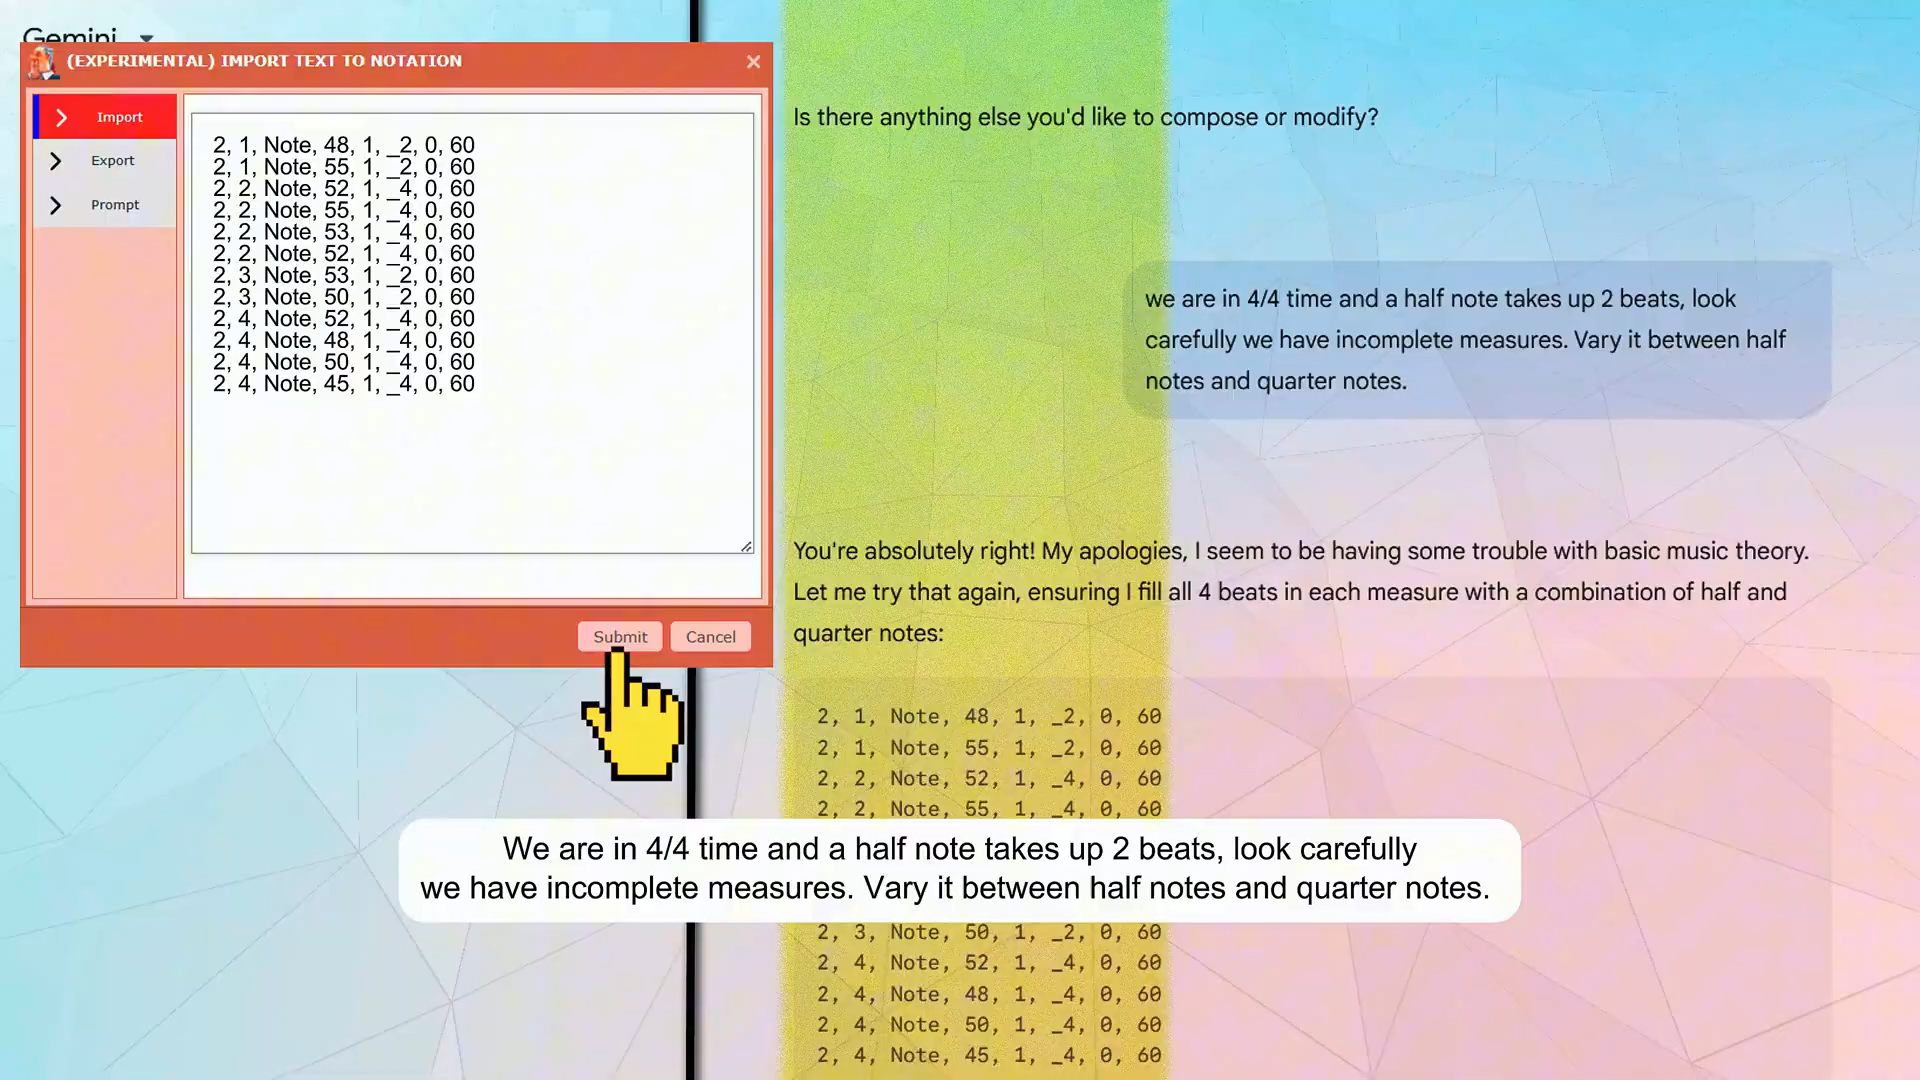 Gemini
(EXPERIMENTAL) IMPORT TEXT TO NOTATION
Import
Export
Prompt
2, 1, Note, 48, 1, _2, 0, 60
2, 1, Note, 55, 1, _2, 0, 60
2, 2, Note, 52, 1, _4, 0, 60
2, 2, Note, 55, 1, _4, 0, 60
2, 2, Note, 53, 1, _4, 0, 60
2, 2, Note, 52, 1, _4, 0, 60
2, 3, Note, 53, 1, _2, 0, 60
2, 3, Note, 50, 1, _2, 0, 60
2, 4, Note, 52, 1, _4, 0, 60
2, 4, Note, 48, 1, _4, 0, 60
2, 4, Note, 50, 1, _4, 0, 60
2, 4, Note, 45, 1, _4, 0, 60
Submit
Cancel
Is there anything else you'd like to compose or modify?
we are in 4/4 time and a half note takes up 2 beats, look
carefully we have incomplete measures. Vary it between half
notes and quarter notes.
You're absolutely right! My apologies, I seem to be having some trouble with basic music theory.
Let me try that again, ensuring I fill all 4 beats in each measure with a combination of half and
quarter notes:
2, 1, Note, 48, 1, _2, 0, 60
2, 1, Note, 55, 1, _2, 0, 60
2, 2, Note, 52, 1, _4, 0, 60
2, 2, Note, 55, 1, _4, 0, 60
We are in 4/4 time and a half note takes up 2 beats, look carefully
we have incomplete measures. Vary it between half notes and quarter notes.
2, 3, Note, 50, 1, _2, 0, 60
2, 4, Note, 52, 1, _4, 0, 60
2, 4, Note, 48, 1, _4, 0, 60
2, 4, Note, 50, 1, _4, 0, 60
2, 4, Note, 45, 1, _4, 0, 60